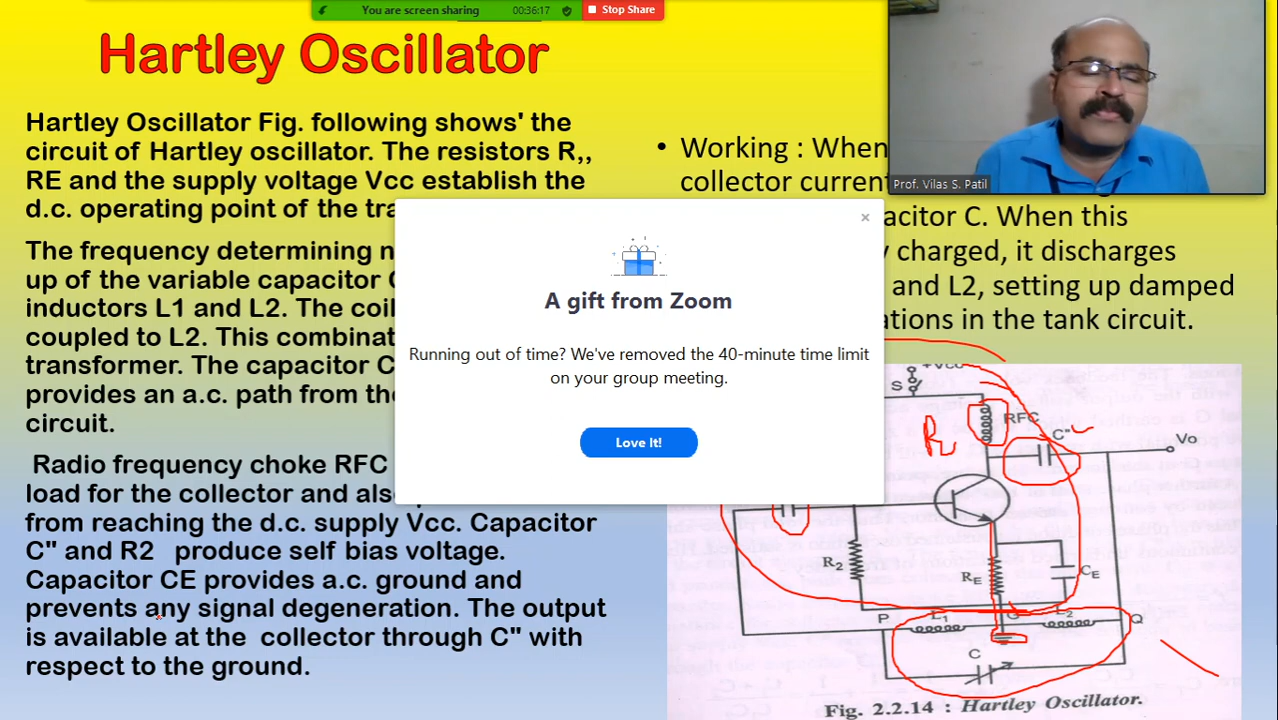 You are screen sharing 00:36:17 Stop Share
Hartley Oscillator
Hartley Oscillator Fig. following shows' the
circuit of Hartley oscillator. The resistors R,,
RE and the supply voltage Vcc establish the
d.c. operating point of the
The frequency determining
up of the variable capacitor
inductors L1 and L2. The
coupled to L2. This
transformer. The capacitor
provides an a.c. path from
circuit.
Radio frequency choke RFC
load for the collector and
from reaching the d.c. supply Vcc. Capacitor
C" and R2 produce self bias voltage.
Capacitor CE provides a.c. ground and
prevents any signal degeneration. The output
is available at the collector through C" with
respect to the ground.
• Working : When
collector current
C. When this
charged, it discharges
and L2, setting up damped
in the tank circuit.
Prof. Vilas S. Patil
×
A gift from Zoom
Running out of time? We've removed the 40-minute time limit
on your group meeting.
Love It!
S
RFC
C"
Vo
R2
RE
CE
P
L1
L2
Q
C
Fig. 2.2.14 : Hartley Oscillator.